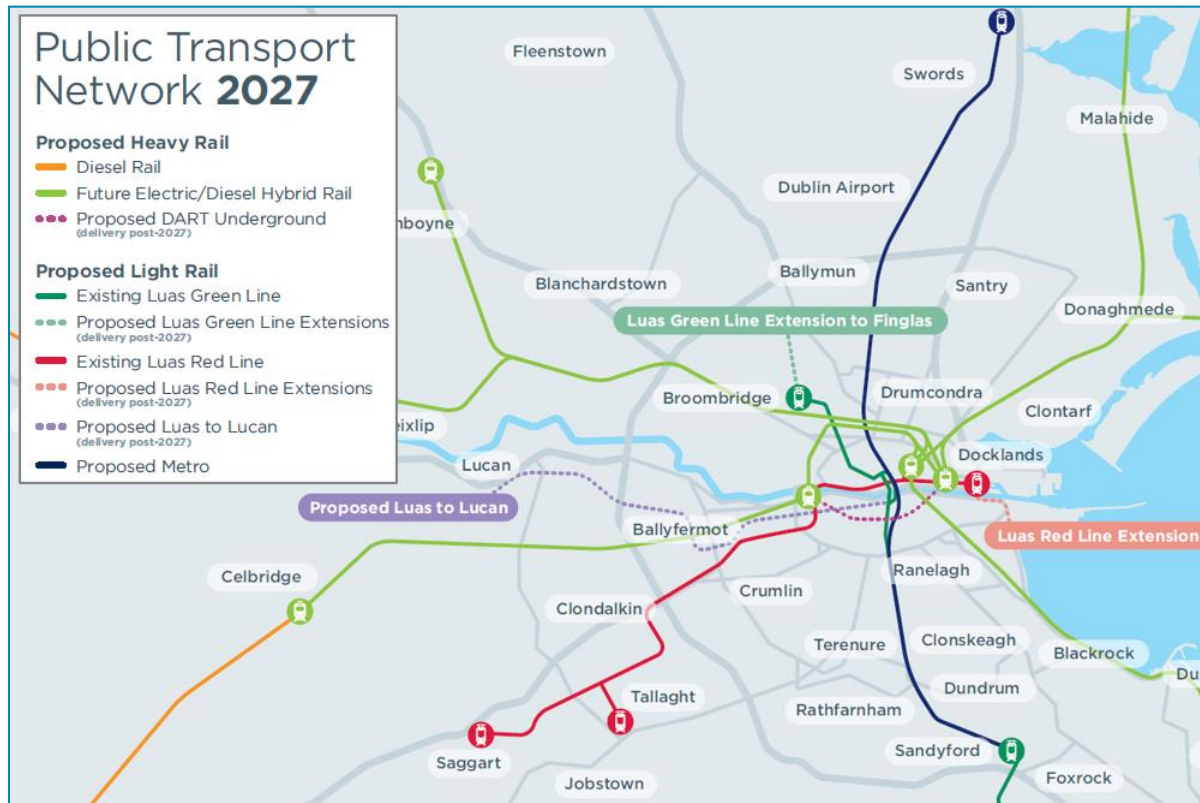 Public Transport
Network 2027
Proposed Heavy Rail
Diesel Rail
Future Electric/Diesel Hybrid Rail
Proposed DART Underground
(delivery post-2027)
Proposed Light Rail
Existing Luas Green Line
Proposed Luas Green Line Extensions
(delivery post-2027)
Existing Luas Red Line
Proposed Luas Red Line Extensions
(delivery post-2027)
Proposed Luas to Lucan
(delivery post-2027)
Proposed Metro
Fleenstown
Swords
Malahide
Dublin Airport
nboyne
Ballymun
Blanchardstown
Santry
Donaghmede
Luas Green Line Extension to Finglas
Broombridge
Drumcondra
Clontarf
eixlip
Docklands
Lucan
Proposed Luas to Lucan
Ballyfermot
Luas Red Line Extension
Ranelagh
Celbridge
Crumlin
Clondalkin
Terenure
Clonskeagh
Blackrock
Du
Dundrum
Tallaght
Rathfarnham
Sandyford
Saggart
Foxrock
Jobstown